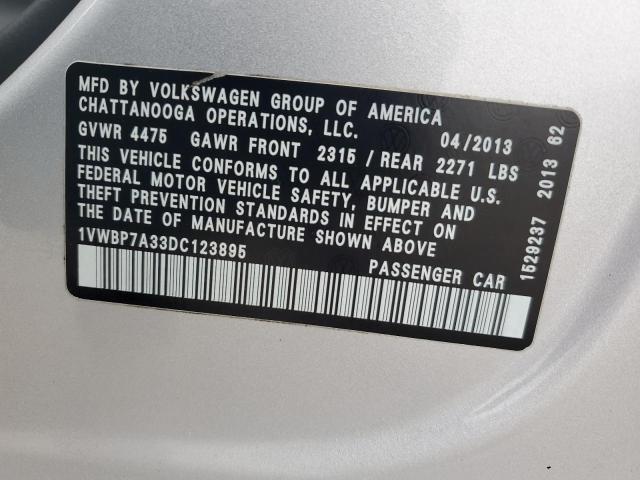 MFD BY VOLKSWAGEN GROUP OF AMERICA
CHATTANOOGA OPERATIONS, LLC.
04/2013
GVWR 4475 GAWR FRONT 2315 / REAR 2271 LBS
THIS VEHICLE CONFORMS TO ALL APPLICABLE U.S.
FEDERAL MOTOR VEHICLE SAFETY, BUMPER AND
THEFT PREVENTION STANDARDS IN EFFECT ON
THE DATE OF MANUFACTURE SHOWN ABOVE
1VWBP7A33DC123895
PASSENGER CAR
1529237 2013 62